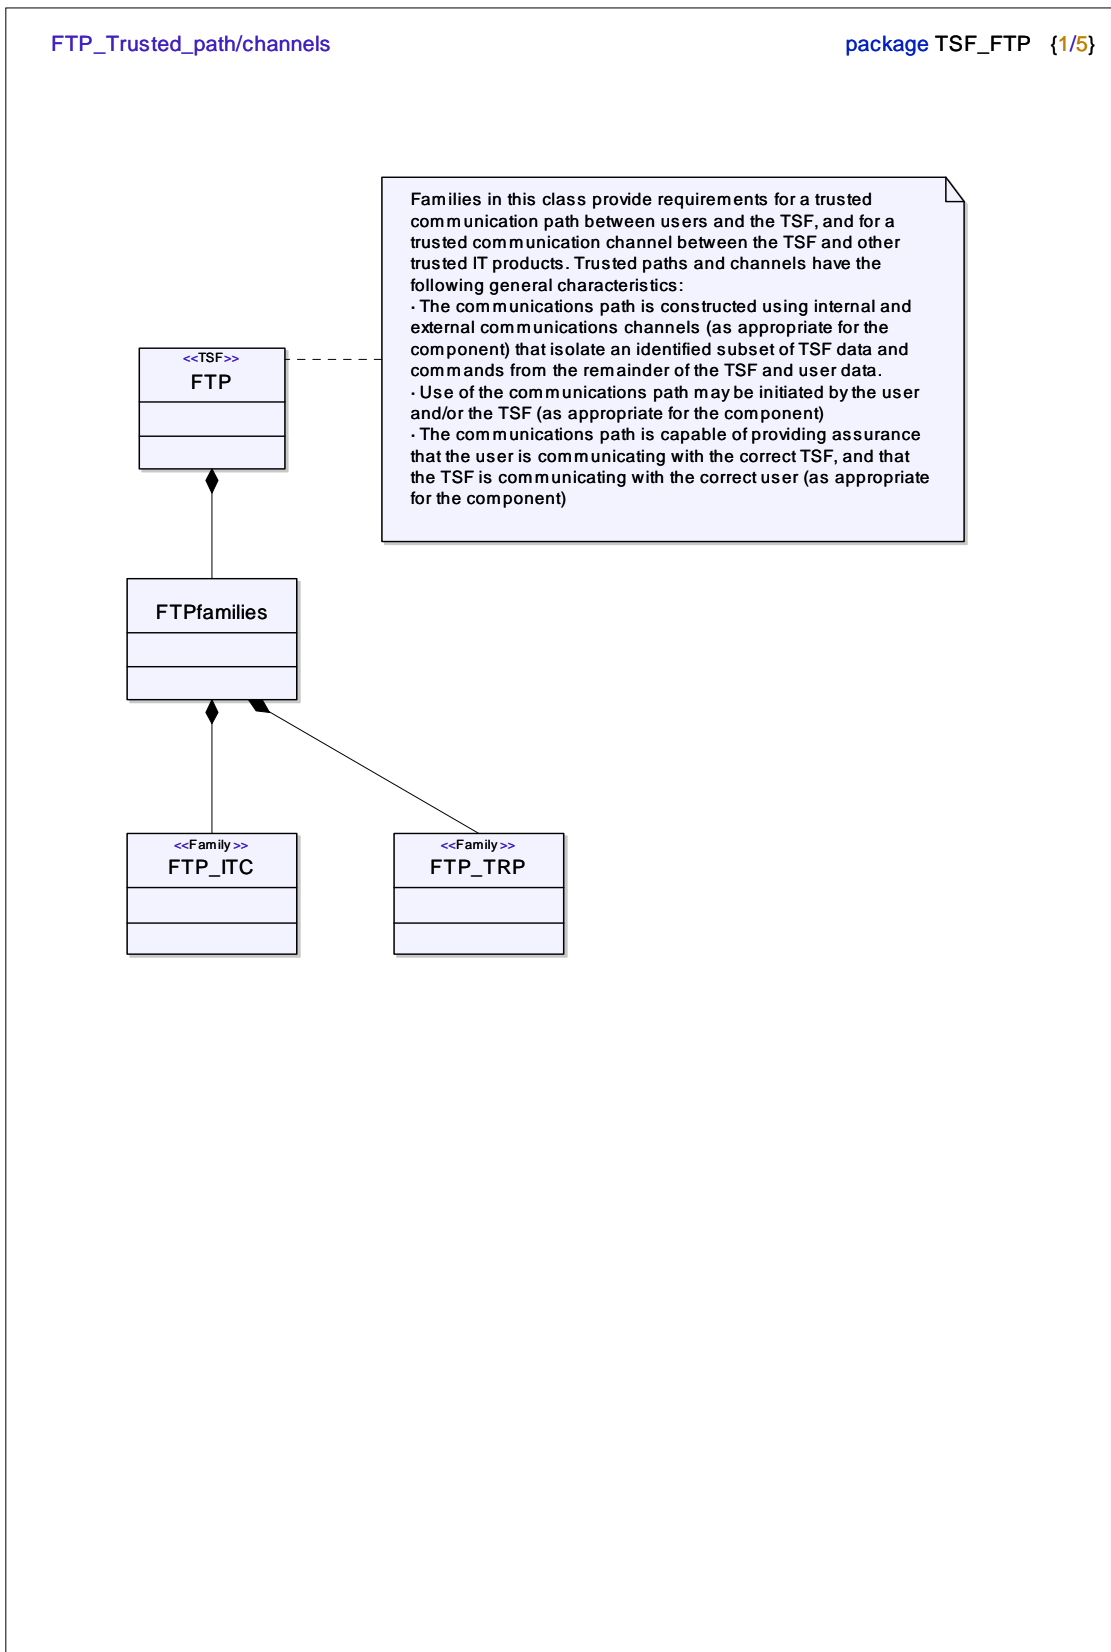 FTP_Trusted_path/channels
package TSF_FTP {1/5}
Families in this class provide requirements for a trusted
communication path between users and the TSF, and for a
trusted communication channel between the TSF and other
trusted IT products. Trusted paths and channels have the
following general characteristics:
· The communications path is constructed using internal and
external communications channels (as appropriate for the
component) that isolate an identified subset of TSF data and
commands from the remainder of the TSF and user data.
· Use of the communications path may be initiated by the user
and/or the TSF (as appropriate for the component)
· The communications path is capable of providing assurance
that the user is communicating with the correct TSF, and that
the TSF is communicating with the correct user (as appropriate
for the component)
<<TSF>>
FTP
FTPfamilies
<<Family>>
FTP_ITC
<<Family>>
FTP_TRP